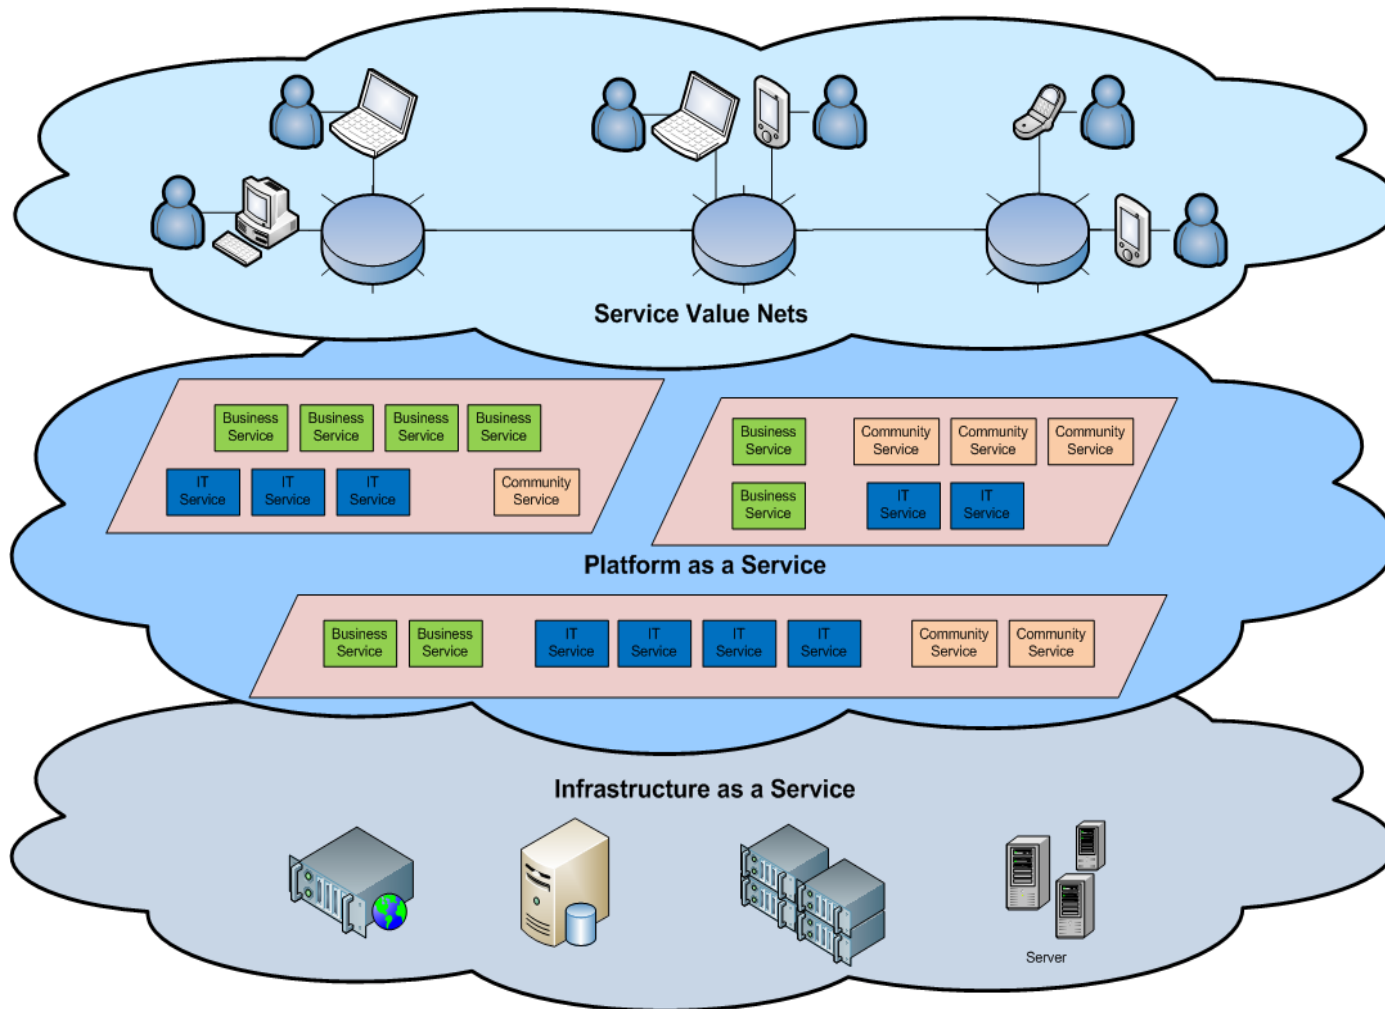 Service Value Nets
Business
Service
Business
Service
Business
Service
Business
Service
IT
Service
IT
Service
IT
Service
Community
Service
Business
Service
Community
Service
Community
Service
Community
Service
Business
Service
IT
Service
IT
Service
Platform as a Service
Business
Service
Business
Service
IT
Service
IT
Service
IT
Service
IT
Service
Community
Service
Community
Service
Infrastructure as a Service
Server